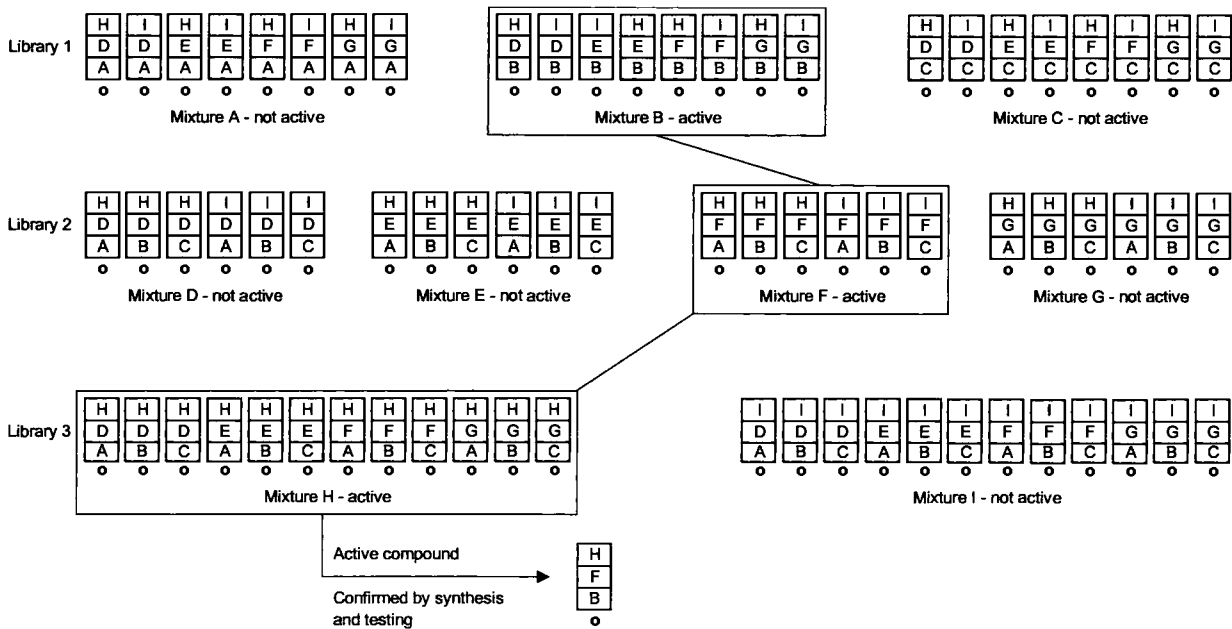 H I H I H I H I
Library 1 D D E E F F G G
A A A A A A A A
o o o o o o o o
Mixture A - not active
H I I H H I H I
D D E E F F G G
B B B B B B B B
o o o o o o o o
Mixture B - active
H I H I H I H I
D D E E F F G G
C C C C C C C C
o o o o o o o o
Mixture C - not active
H H H I I I
Library 2 D D D D D D
A B C A B C
o o o o o o
Mixture D - not active
H H H I I I
E E E E E E
A B C A B C
o o o o o o
Mixture E - not active
H H H I I I
F F F F F F
A B C A B C
o o o o o o
Mixture F - active
H H H I I I
G G G G G G
A B C A B C
o o o o o o
Mixture G - not active
H H H H H H H H H H H H
Library 3 D D D E E E F F F G G G
A B C A B C A B C A B C
o o o o o o o o o o o o
Mixture H - active
I I I I I I I I I I I I
D D D E E E F F F G G G
A B C A B C A B C A B C
o o o o o o o o o o o o
Mixture I - not active
Active compound
Confirmed by synthesis
and testing
H
F
B
o